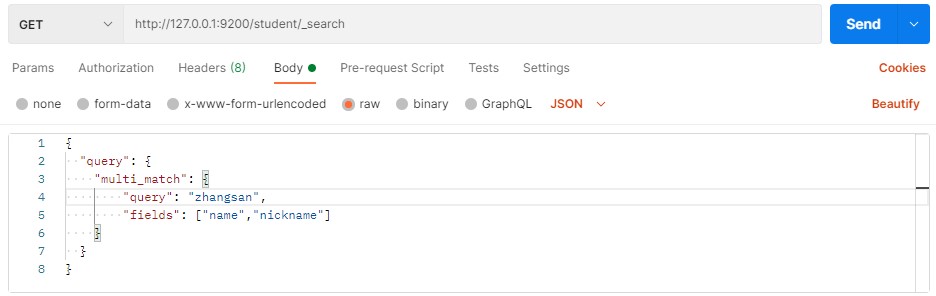 GET http://127.0.0.1:9200/student/_search Send
Params Authorization Headers (8) Body Pre-request Script Tests Settings Cookies
none form-data x-www-form-urlencoded raw binary GraphQL JSON Beautify
1 {
2 "query": {
3 "multi_match": {
4 "query": "zhangsan",
5 "fields": ["name","nickname"]
6 }
7 }
8 }